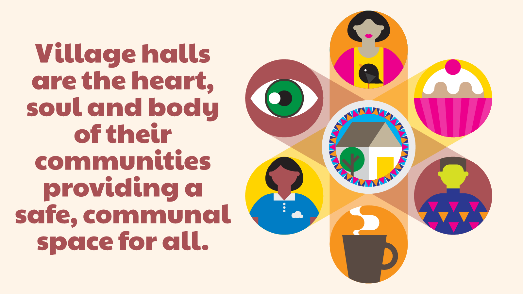 Village halls
are the heart,
soul and body
of their
communities
providing a
safe, communal
space for all.